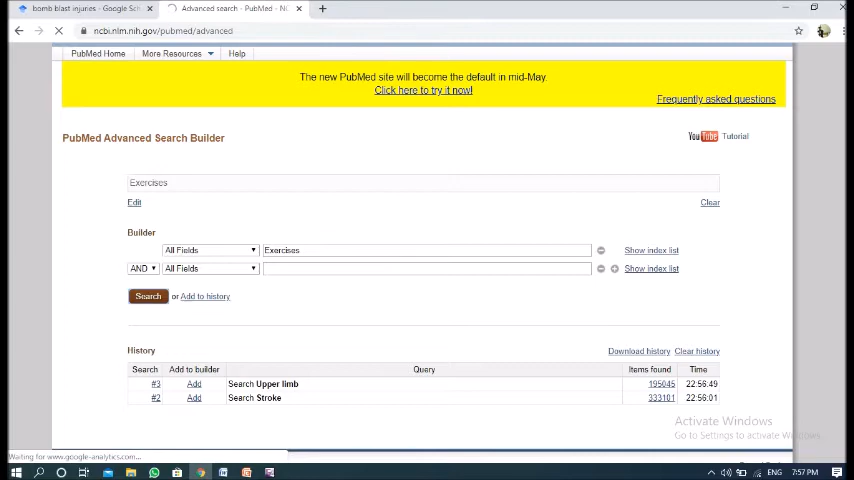 bomb blast injuries - Google Sch
Advanced search - PubMed - NC
ncbi.nlm.nih.gov/pubmed/advanced
PubMed Home More Resources Help
The new PubMed site will become the default in mid-May.
Click here to try it now!
Frequently asked questions
PubMed Advanced Search Builder
YouTube Tutorial
Exercises
Edit
Clear
Builder
All Fields Exercises Show index list
AND All Fields Show index list
Search or Add to history
History
Download history Clear history
Search Add to builder Query Items found Time
#3 Add Search Upper limb 195045 22:56:49
#2 Add Search Stroke 333101 22:56:01
Activate Windows
Go to Settings to activate Windows.
Waiting for www.google-analytics.com...
ENG 7:57 PM